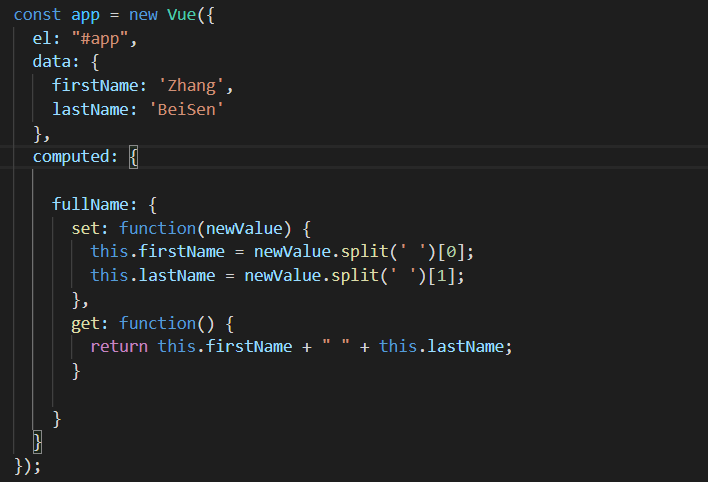 const app = new Vue({
  el: "#app",
  data: {
    firstName: 'Zhang',
    lastName: 'BeiSen'
  },
  computed: {

    fullName: {
      set: function(newValue) {
        this.firstName = newValue.split(' ')[0];
        this.lastName = newValue.split(' ')[1];
      },
      get: function() {
        return this.firstName + " " + this.lastName;
      }

    }
  }
});